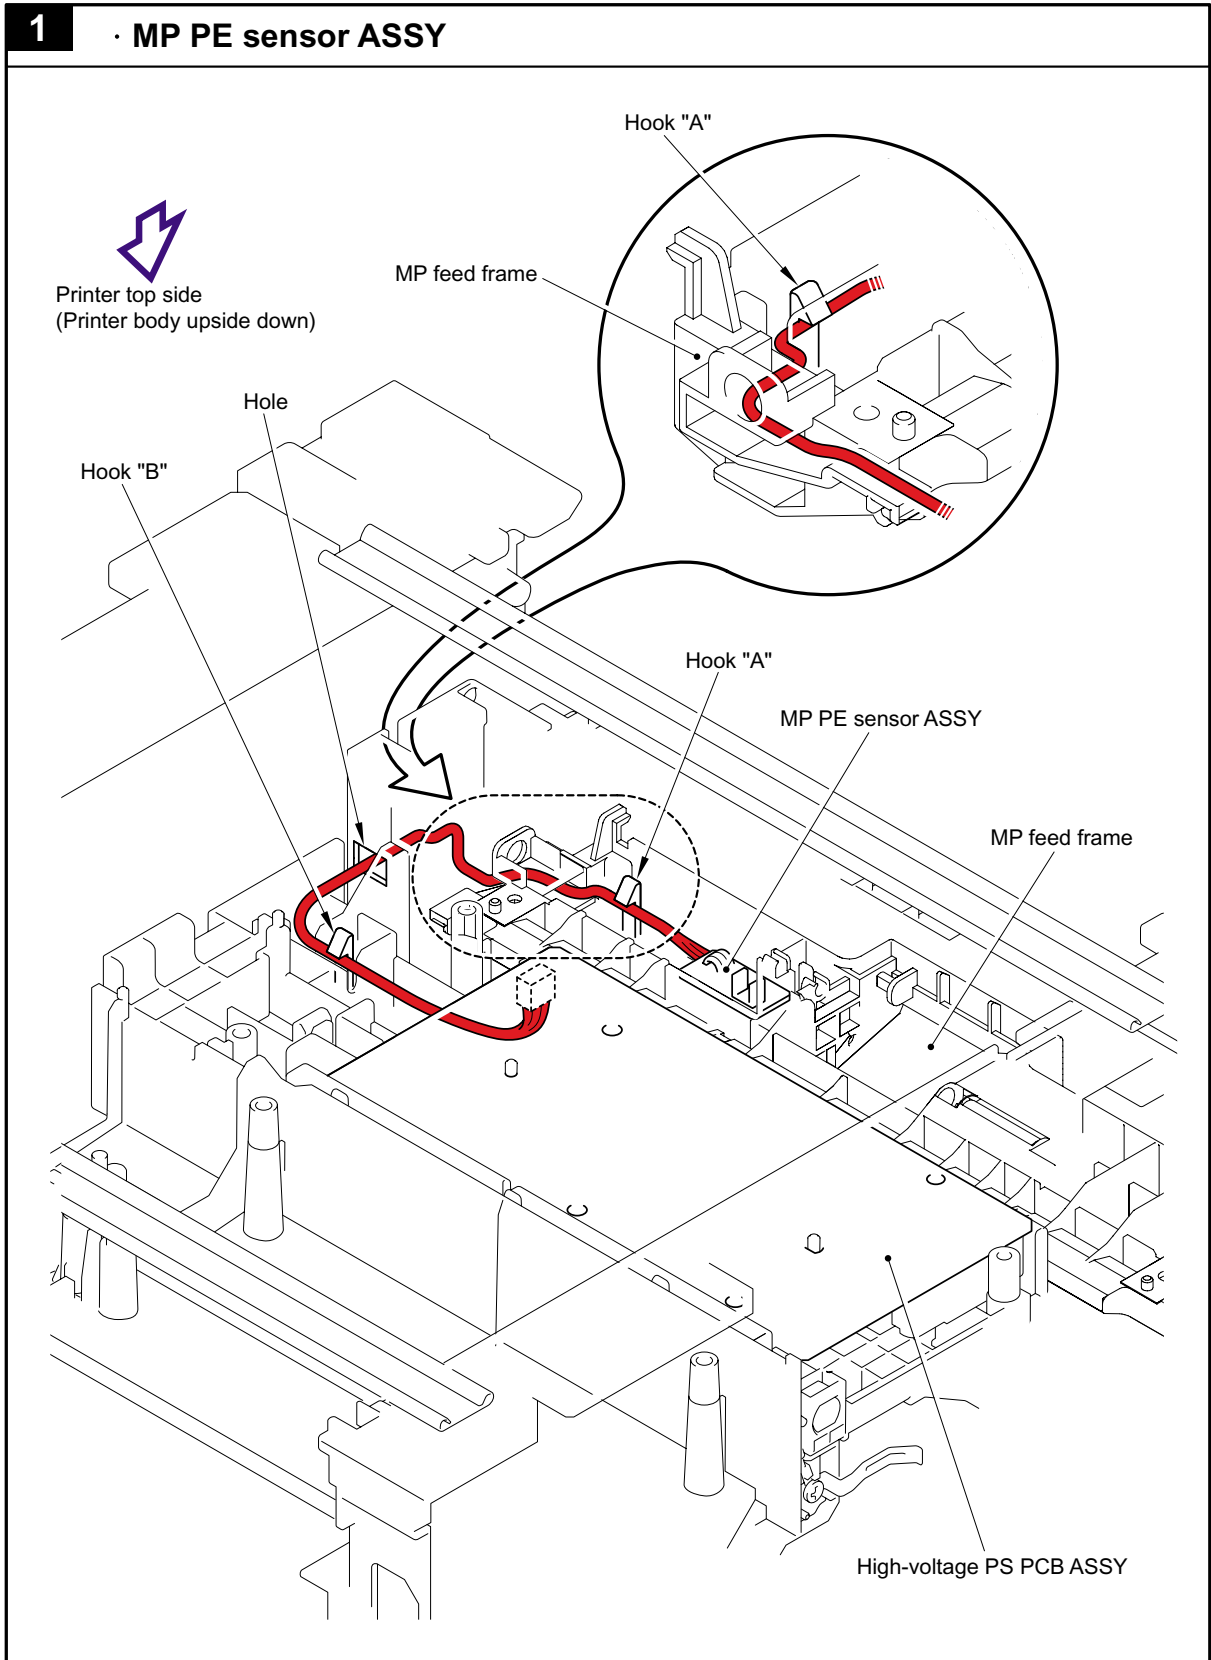 1
· MP PE sensor ASSY
Hook "A"
MP feed frame
Printer top side
(Printer body upside down)
Hole
Hook "B"
Hook "A"
MP PE sensor ASSY
MP feed frame
High-voltage PS PCB ASSY